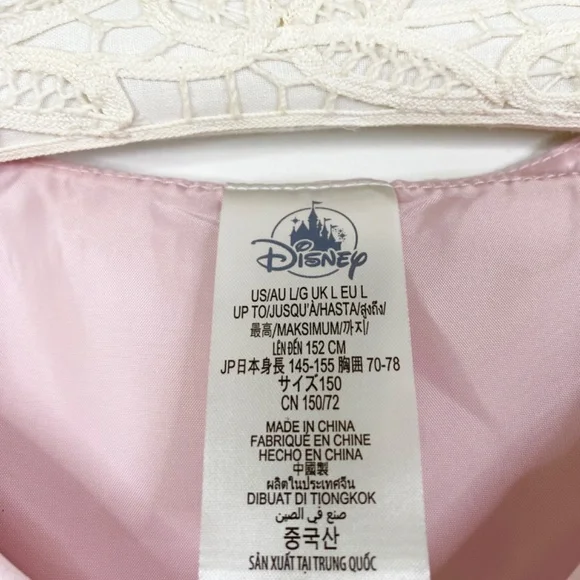 Disney
US/AU L/G UK L EU L
UP TO/JUSQU'À/HASTA/สูงถึง/
最高/MAKSIMUM/까지/
LÊN ĐẾN 152 CM
JP日本身長 145-155 胸囲 70-78
サイズ150
CN 150/72
MADE IN CHINA
FABRIQUÉ EN CHINE
HECHO EN CHINA
中國製
ผลิตในประเทศจีน
DIBUAT DI TIONGKOK
صنع في الصين
중국산
SẢN XUẤT TẠI TRUNG QUỐC